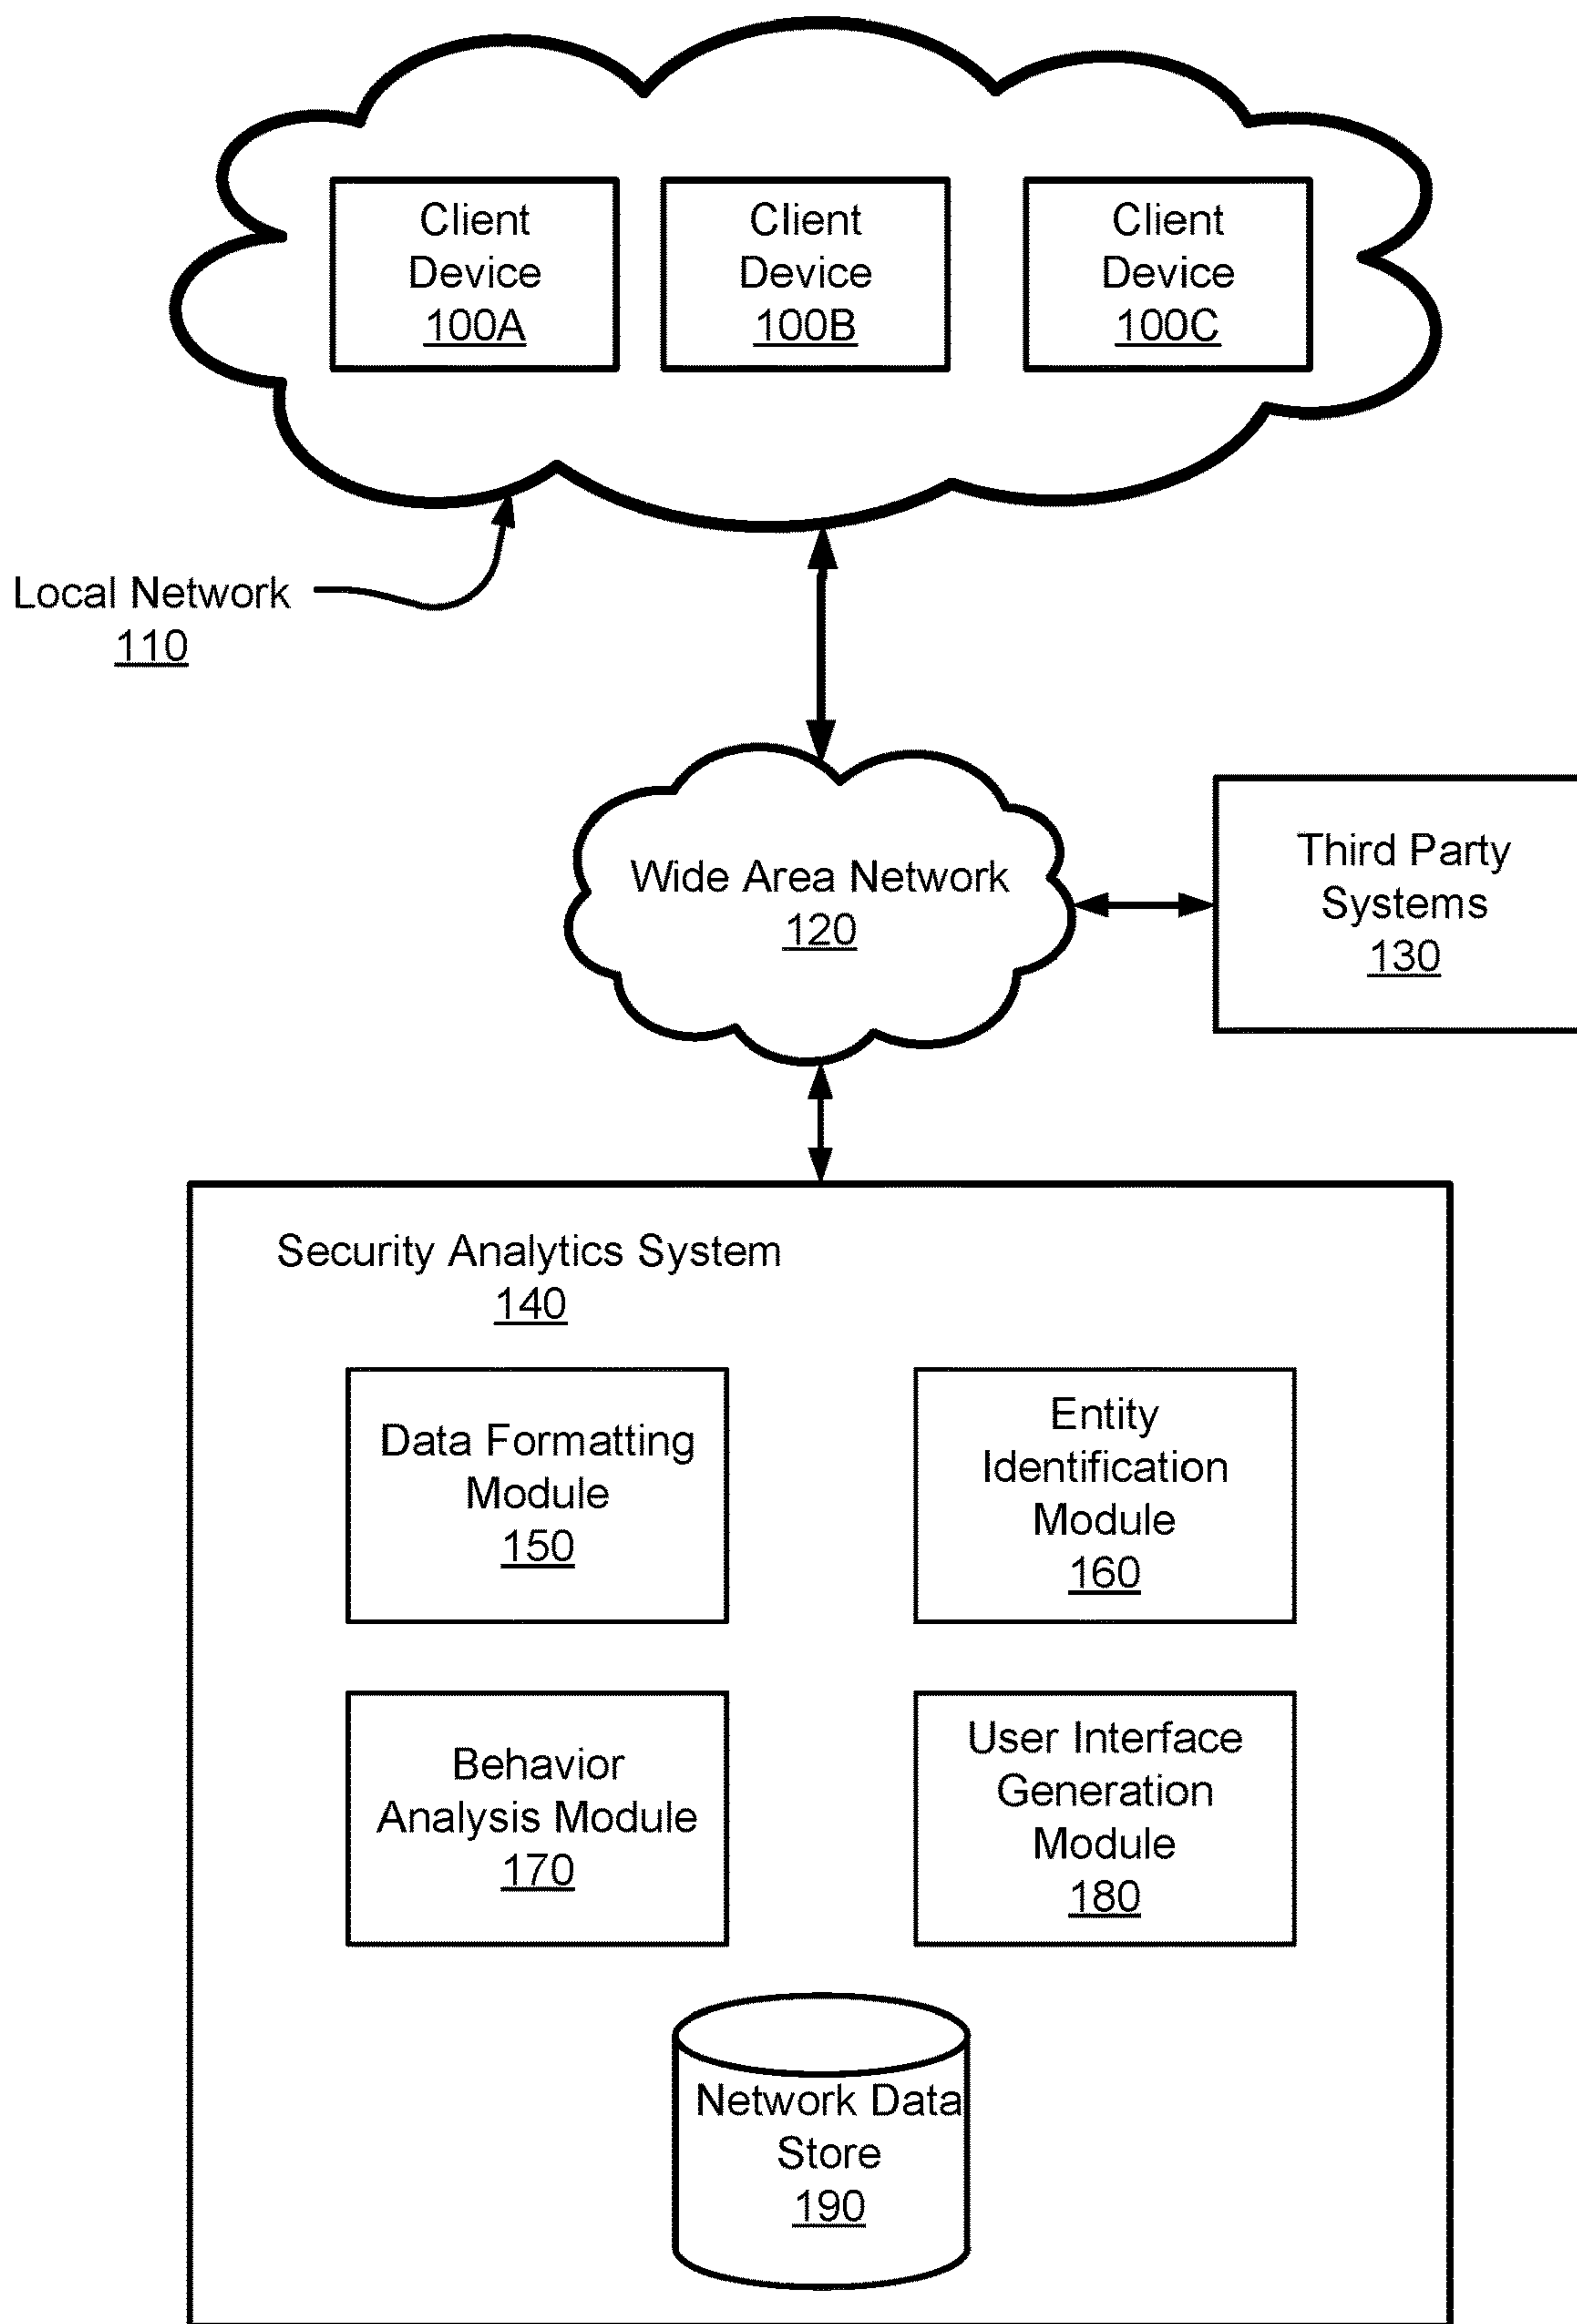 Client
Device
100A
Client
Device
100B
Client
Device
100C
Local Network
110
Wide Area Network
120
Third Party
Systems
130
Security Analytics System
140
Data Formatting
Module
150
Entity
Identification
Module
160
Behavior
Analysis Module
170
User Interface
Generation
Module
180
Network Data
Store
190